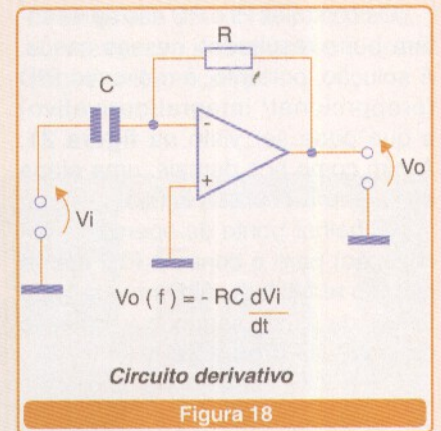 R
C
-
+
Vi
Vo
Vo ( f ) = - RC dVi
dt
Circuito derivativo
Figura 18